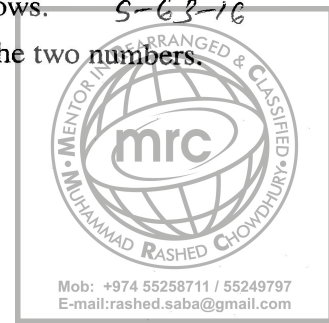 ows. S-63-16
he two numbers.
MENTOR IN REARRANGED & CLASSIFIED
mrc
• MUHAMMAD RASHED CHOWDHURY •
Mob: +974 55258711 / 55249797
E-mail:rashed.saba@gmail.com